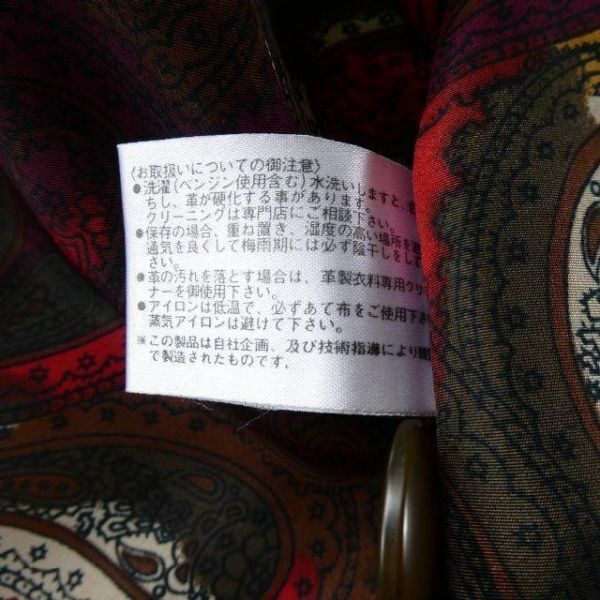 〈お取扱いについての御注意〉
●洗濯(ベンジン使用含む)水洗いしますと、
ちし、革が硬化する事があります。
クリーニングは専門店にご相談下さい。
●保存の場合、重ね置き、湿度の高い場所を
通気を良くして梅雨期には必ず陰干しをして
さい。
●革の汚れを落とす場合は、革製衣料専用クリ
ナーを御使用下さい。
●アイロンは低温で、必ずあて布をご使用下さ
蒸気アイロンは避けて下さい。
※この製品は自社企画、及び技術指導により
で製造されたものです。